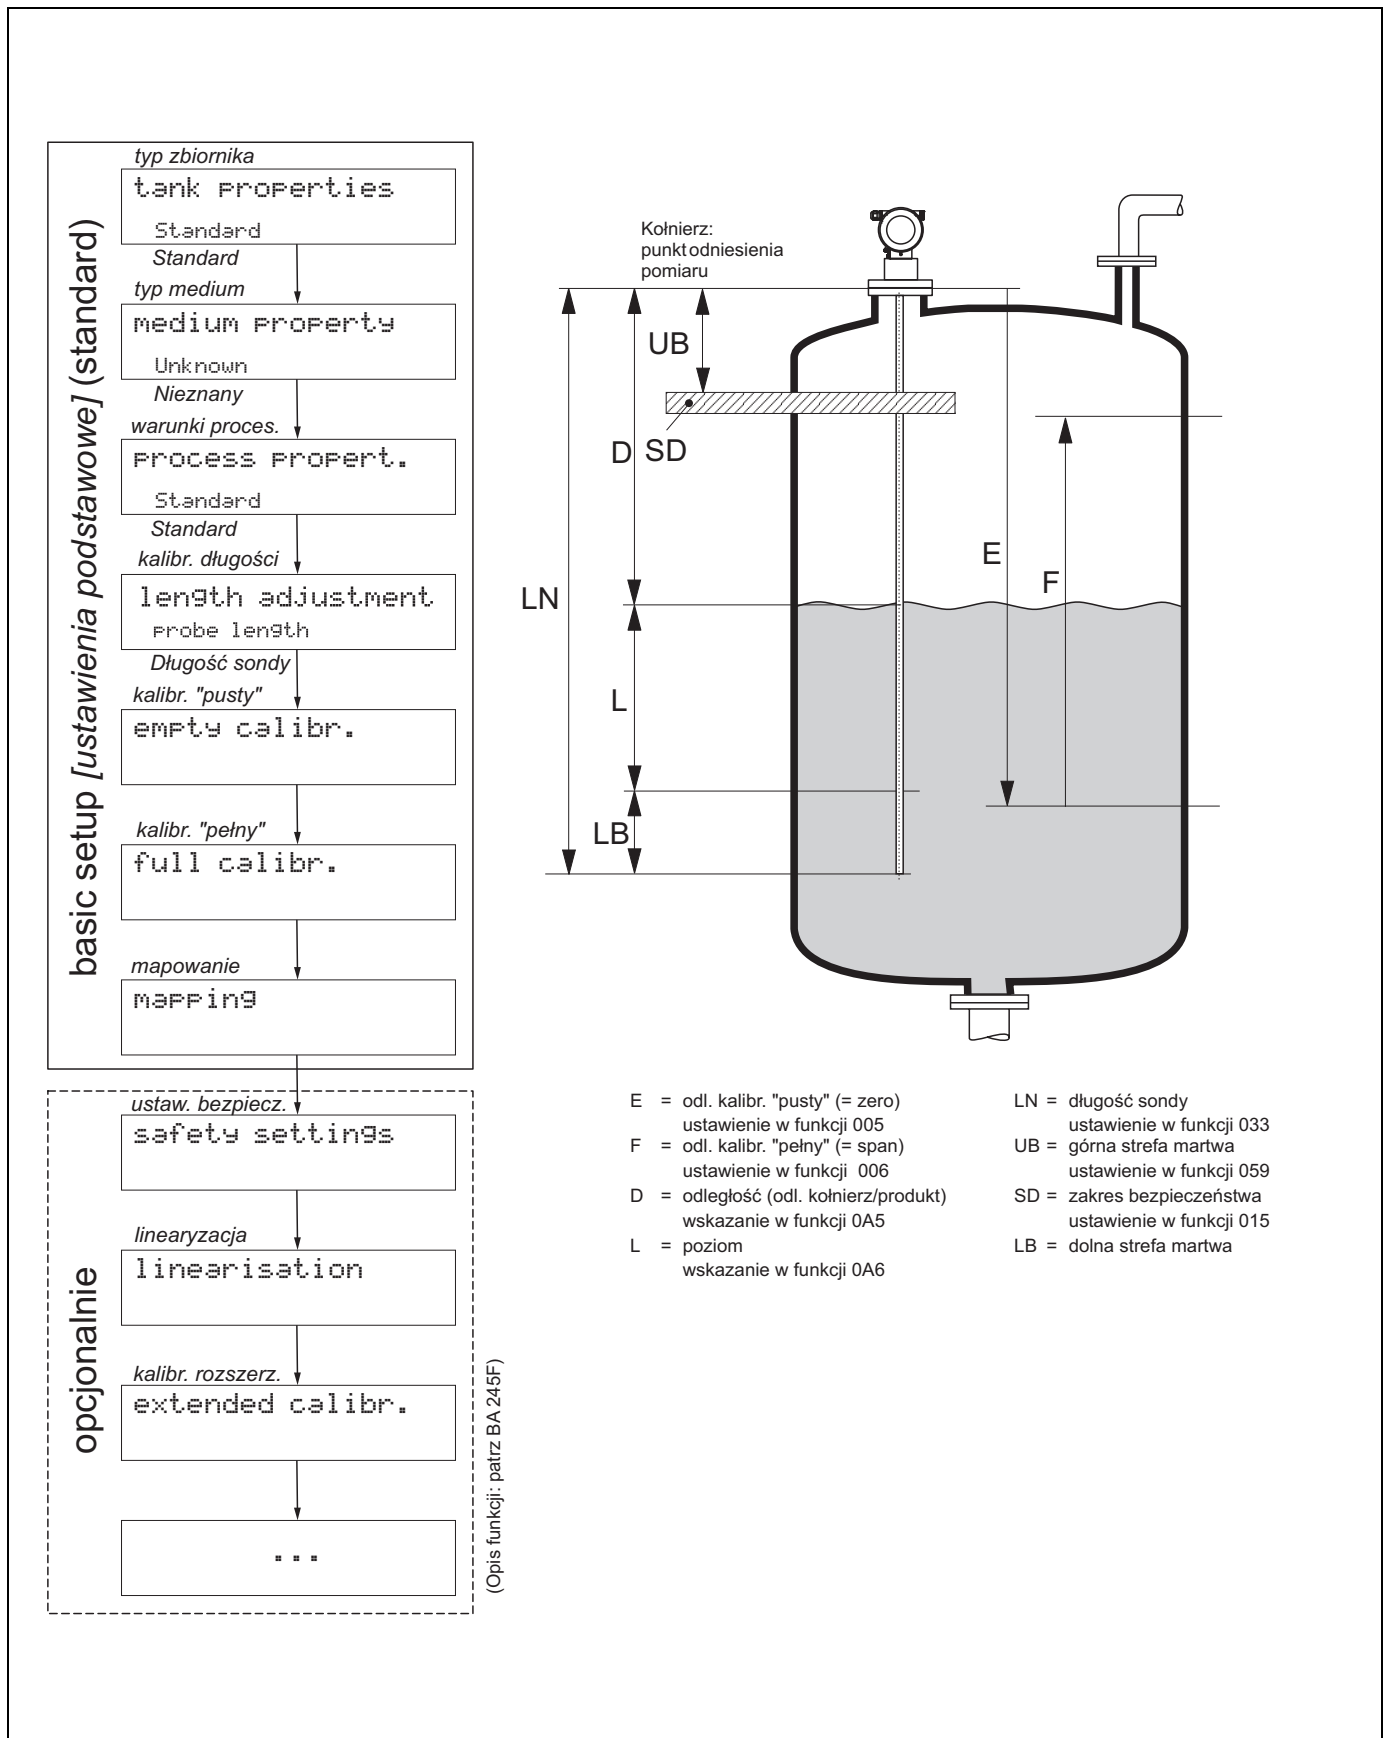 basic setup [ustawienia podstawowe] (standard)
typ zbiornika
tank properties
Standard
Standard
typ medium
medium property
Unknown
Nieznany
warunki proces.
process propert.
Standard
Standard
kalibr. długości
length adjustment
probe length
Długość sondy
kalibr. "pusty"
empty calibr.
kalibr. "pełny"
full calibr.
mapowanie
mapping
opcjonalnie
ustaw. bezpiecz.
safety settings
linearyzacja
linearisation
kalibr. rozszerz.
extended calibr.
...
(Opis funkcji: patrz BA 245F)
Kołnierz:
punkt odniesienia
pomiaru
UB
D
SD
E
F
LN
L
LB
E = odl. kalibr. "pusty" (= zero)
ustawienie w funkcji 005
F = odl. kalibr. "pełny" (= span)
ustawienie w funkcji 006
D = odległość (odl. kołnierz/produkt)
wskazanie w funkcji 0A5
L = poziom
wskazanie w funkcji 0A6
LN = długość sondy
ustawienie w funkcji 033
UB = górna strefa martwa
ustawienie w funkcji 059
SD = zakres bezpieczeństwa
ustawienie w funkcji 015
LB = dolna strefa martwa